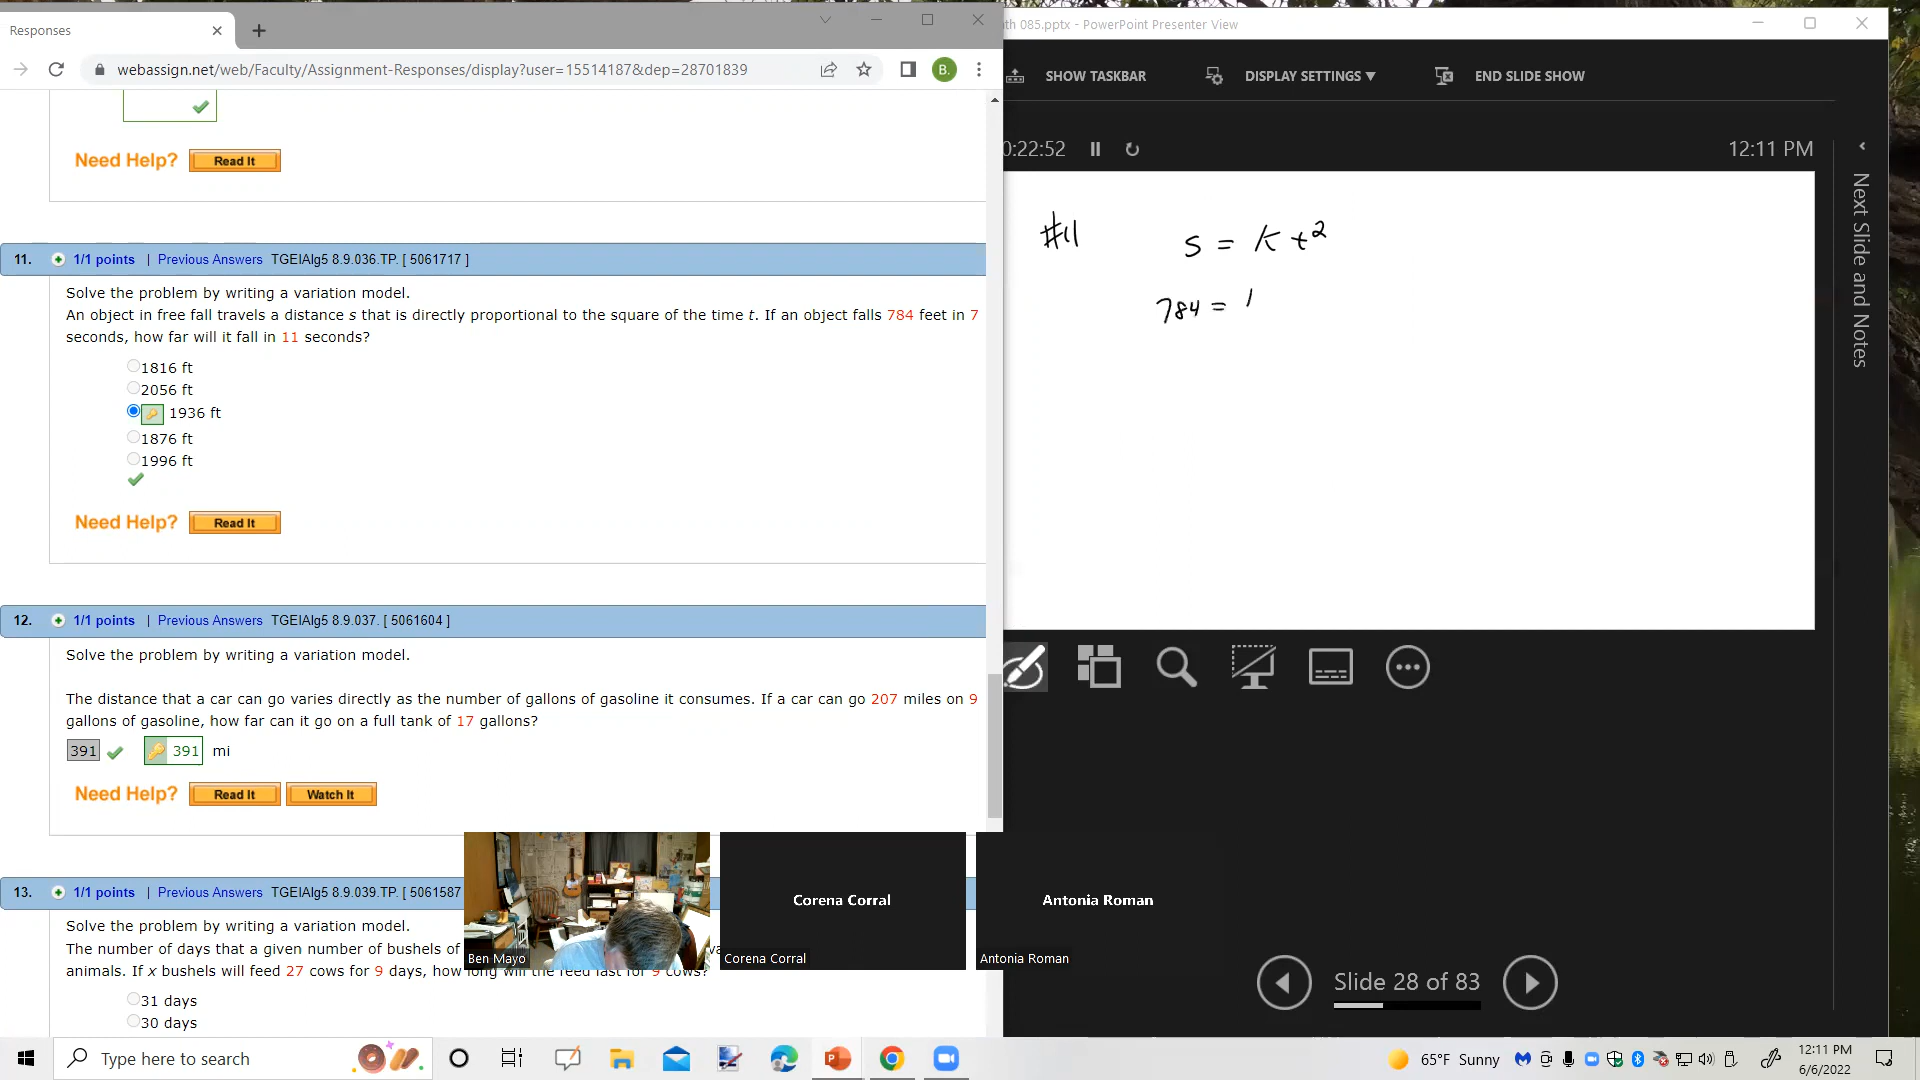 Responses
th 085.pptx - PowerPoint Presenter View
webassign.net/web/Faculty/Assignment-Responses/display?user=15514187&dep=28701839
B.
SHOW TASKBAR
DISPLAY SETTINGS ▼
END SLIDE SHOW
0:22:52
12:11 PM
Next Slide and Notes
Need Help? Read It
11. 1/1 points | Previous Answers TGEIAlg5 8.9.036.TP. [ 5061717 ]
Solve the problem by writing a variation model.
An object in free fall travels a distance s that is directly proportional to the square of the time t. If an object falls 784 feet in 7
seconds, how far will it fall in 11 seconds?
1816 ft
2056 ft
1936 ft
1876 ft
1996 ft
Need Help? Read It
#11
s = k t²
784 =
12. 1/1 points | Previous Answers TGEIAlg5 8.9.037. [ 5061604 ]
Solve the problem by writing a variation model.
The distance that a car can go varies directly as the number of gallons of gasoline it consumes. If a car can go 207 miles on 9
gallons of gasoline, how far can it go on a full tank of 17 gallons?
391 391 mi
Need Help? Read It Watch It
13. 1/1 points | Previous Answers TGEIAlg5 8.9.039.TP. [ 5061587
Solve the problem by writing a variation model.
The number of days that a given number of bushels of
animals. If x bushels will feed 27 cows for 9 days, how long will the feed last for 9 cows?
31 days
30 days
Ben Mayo
Corena Corral
Corena Corral
Antonia Roman
Antonia Roman
Slide 28 of 83
Type here to search
65°F Sunny
12:11 PM
6/6/2022